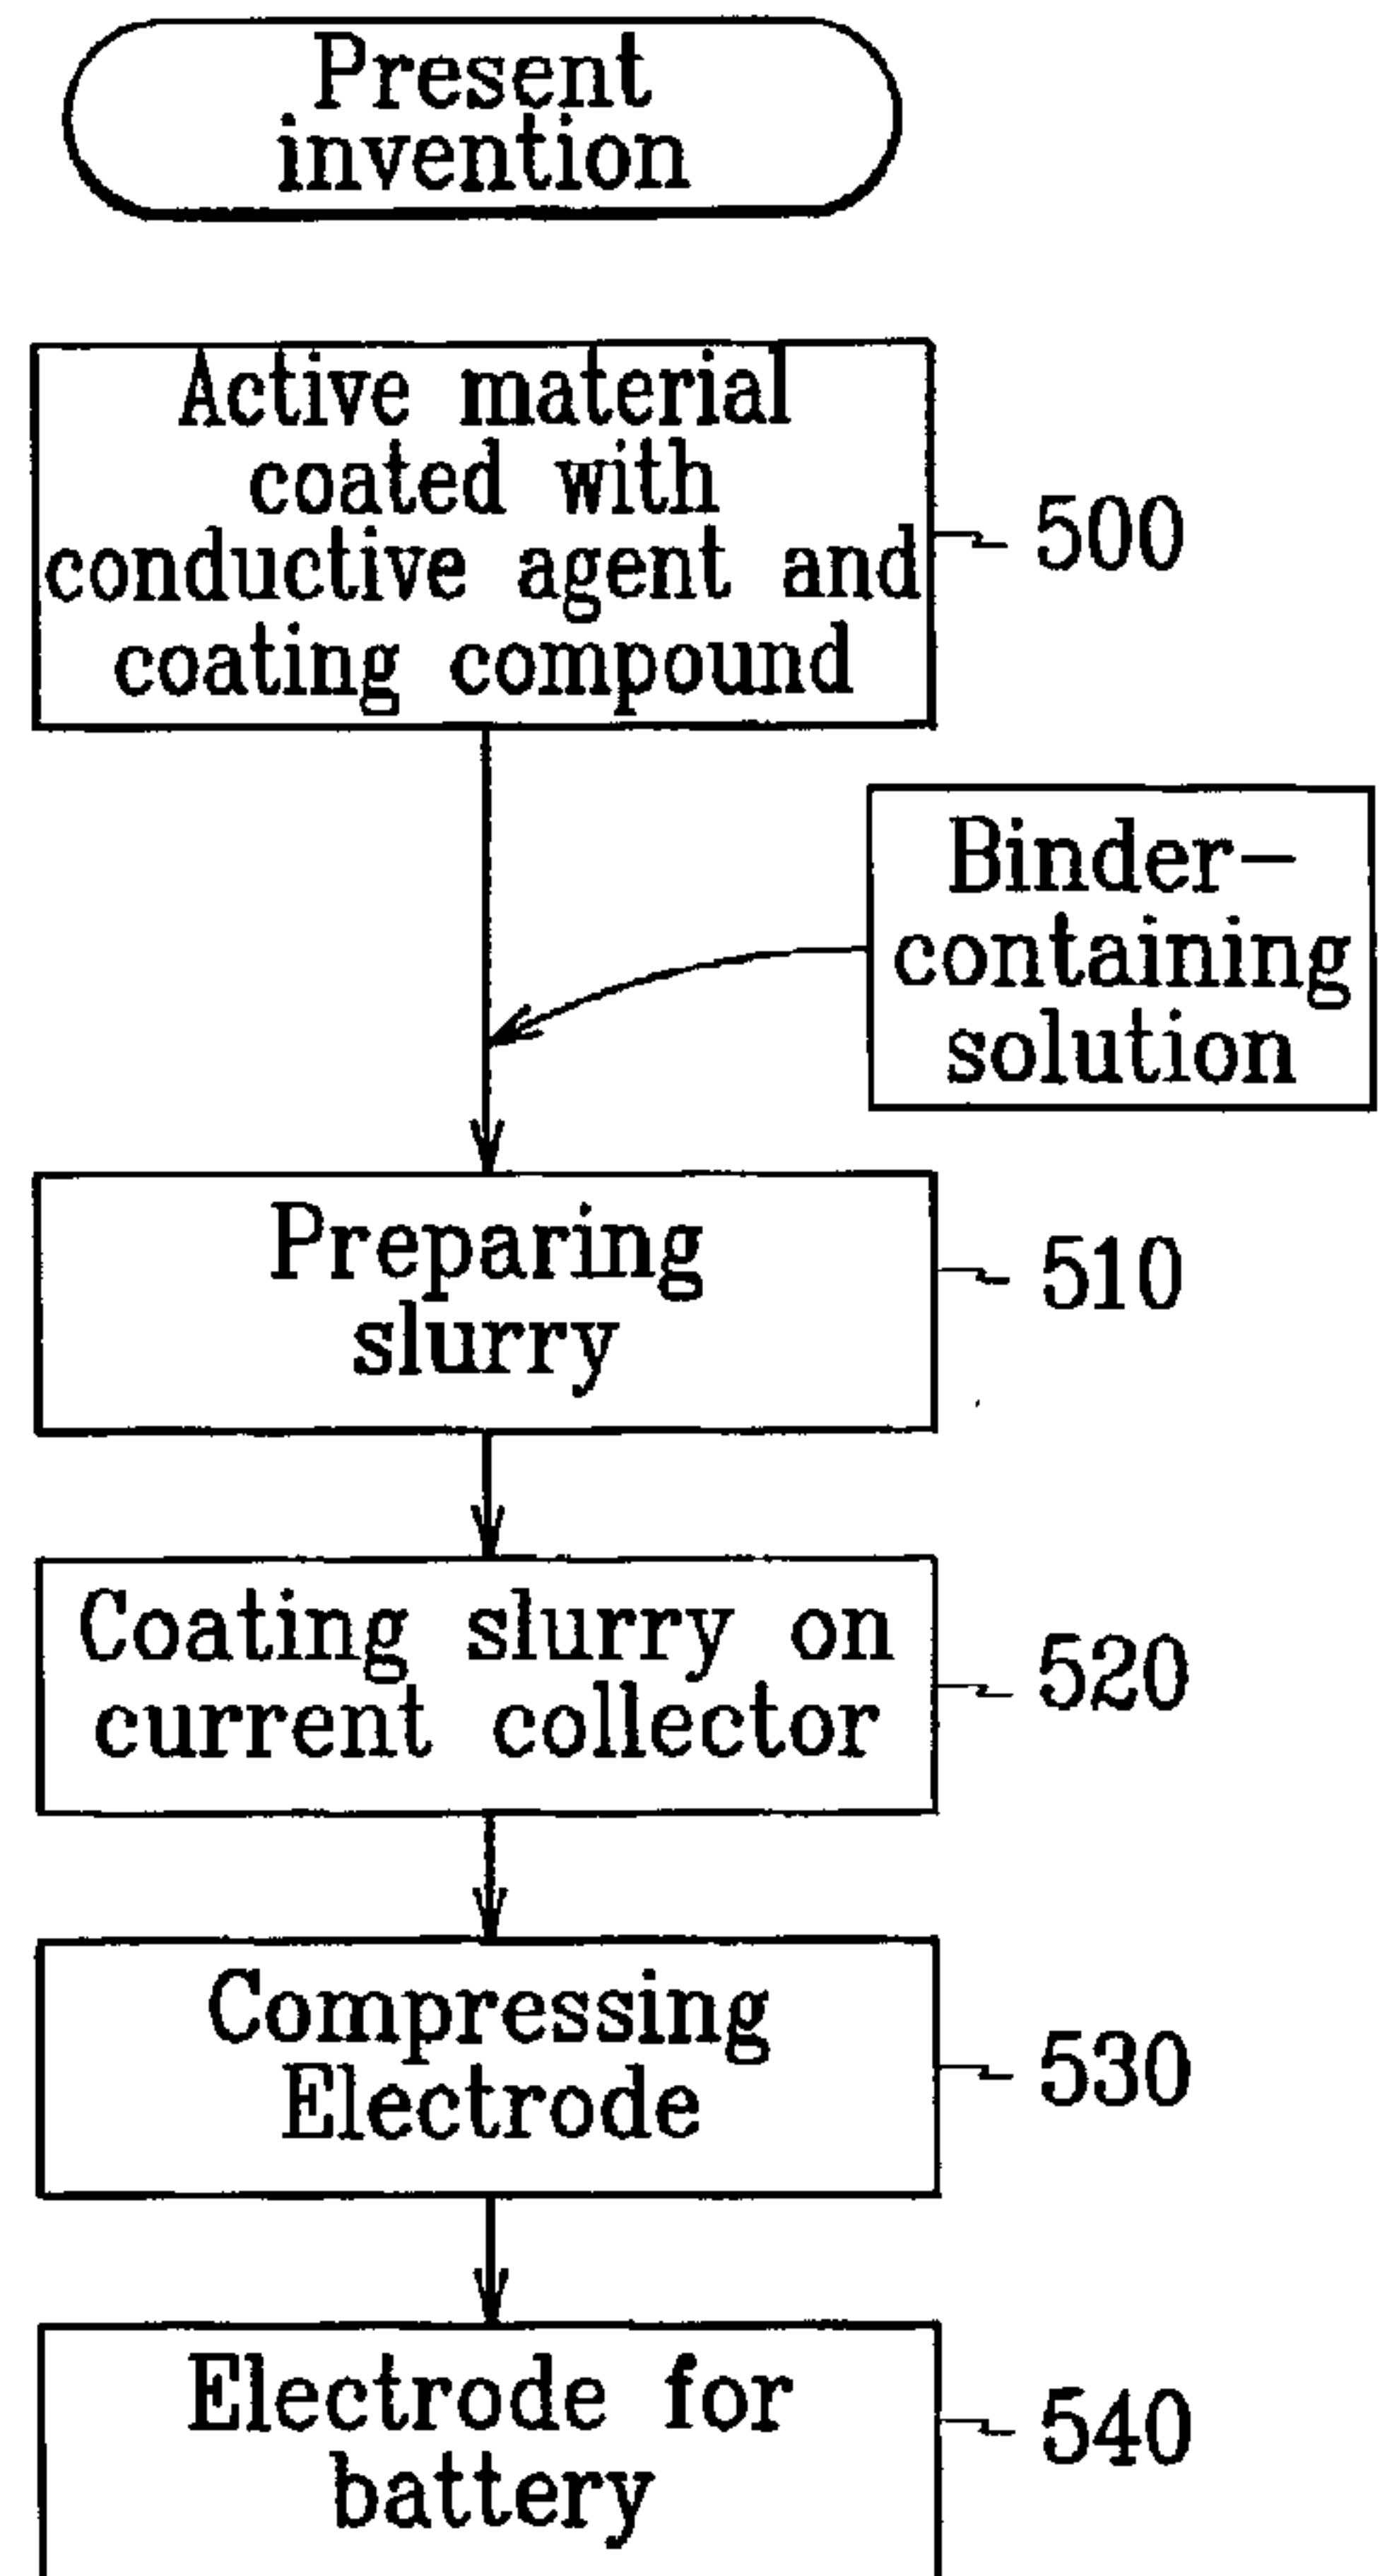 Present
invention
Active material
coated with
conductive agent and
coating compound
500
Binder-
containing
solution
Preparing
slurry
510
Coating slurry on
current collector
520
Compressing
Electrode
530
Electrode for
battery
540